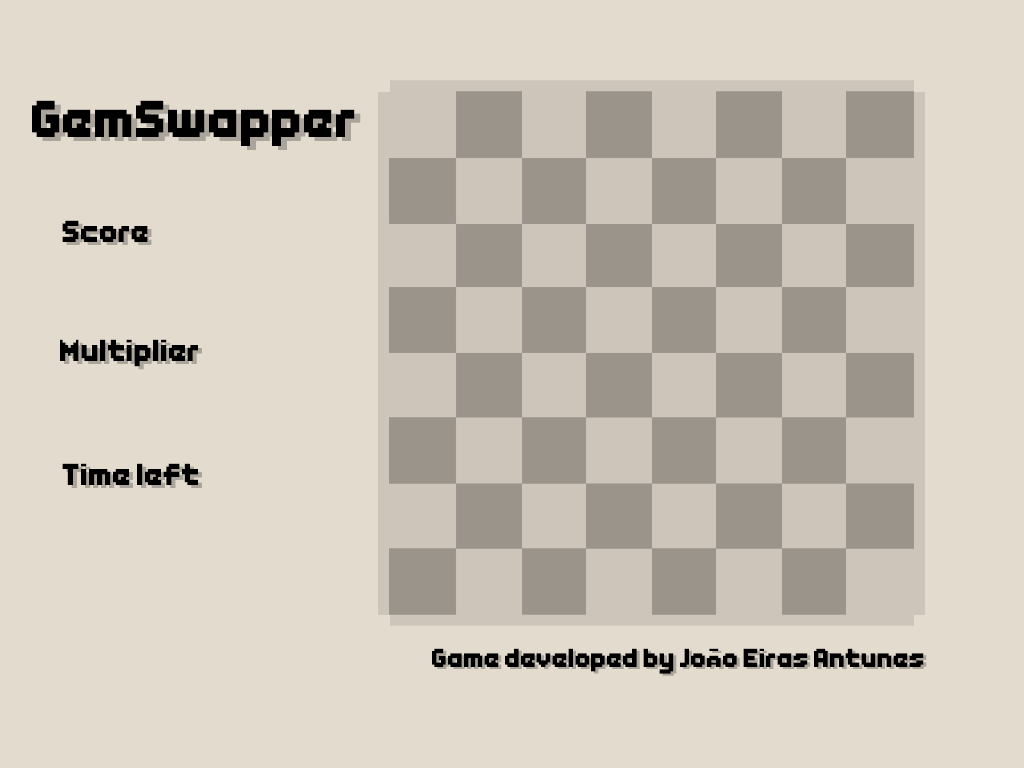 GemSwapper
Score
Multiplier
Time left
Game developed by João Eiras Antunes